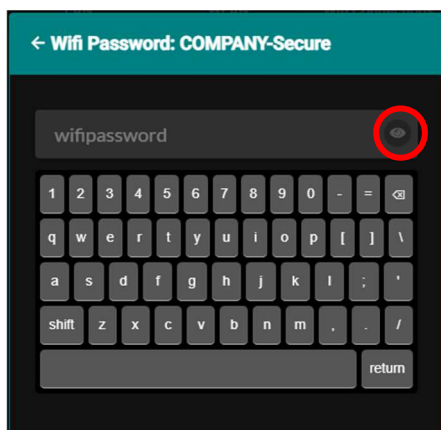 ← Wifi Password: COMPANY-Secure
wifipassword
1 2 3 4 5 6 7 8 9 0 - = ⌫
q w e r t y u i o p [ ] \
a s d f g h j k l ; '
shift z x c v b n m , . /
return